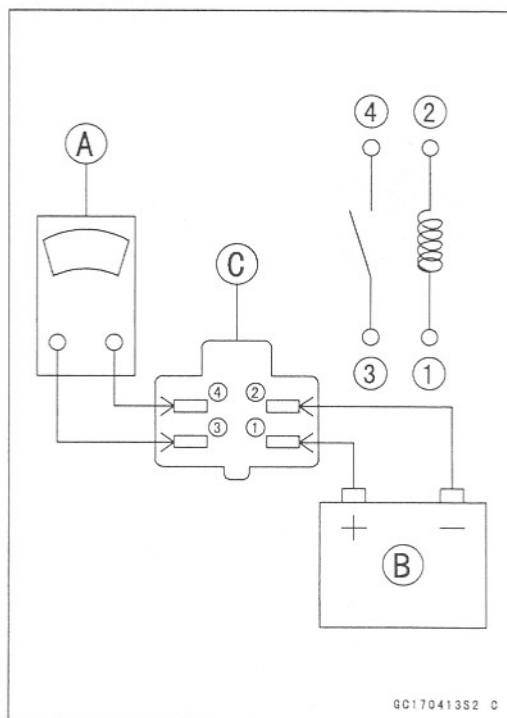 ④ ②
A
C
③ ①
④ ②
③ ①
+ −
B
GC170413S2 C